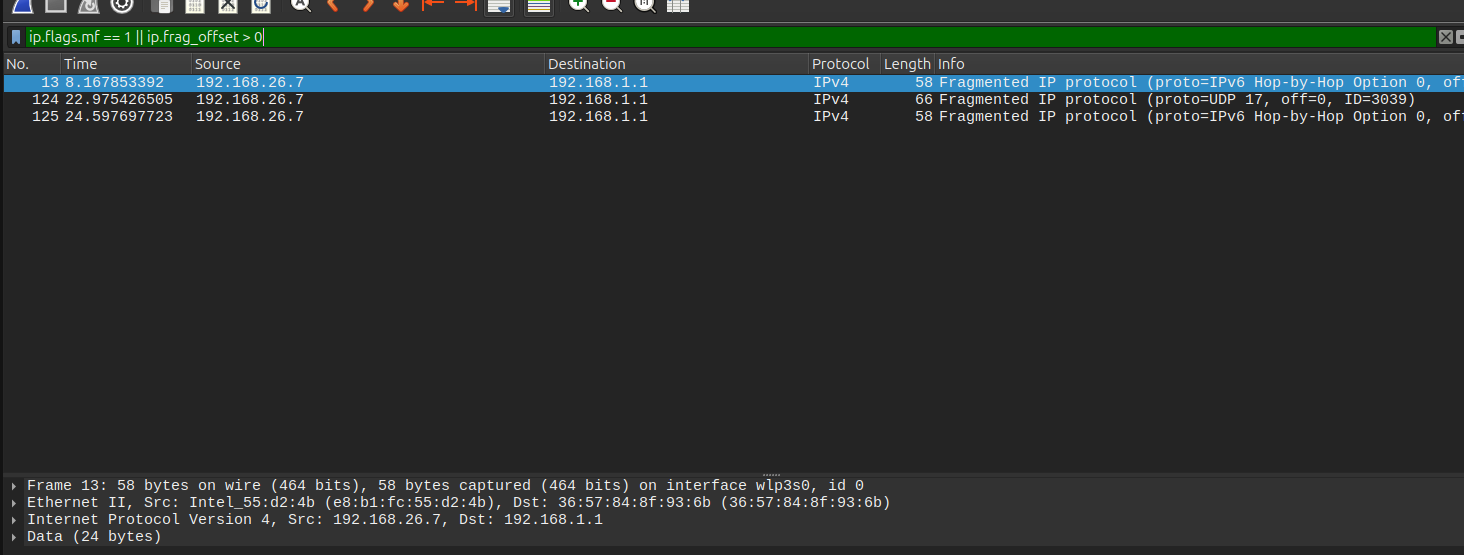 ip.flags.mf == 1 || ip.frag_offset > 0
No. Time Source Destination Protocol Length Info
13 8.167853392 192.168.26.7 192.168.1.1 IPv4 58 Fragmented IP protocol (proto=IPv6 Hop-by-Hop Option 0, off
124 22.975426505 192.168.26.7 192.168.1.1 IPv4 66 Fragmented IP protocol (proto=UDP 17, off=0, ID=3039)
125 24.597697723 192.168.26.7 192.168.1.1 IPv4 58 Fragmented IP protocol (proto=IPv6 Hop-by-Hop Option 0, off
Frame 13: 58 bytes on wire (464 bits), 58 bytes captured (464 bits) on interface wlp3s0, id 0
Ethernet II, Src: Intel_55:d2:4b (e8:b1:fc:55:d2:4b), Dst: 36:57:84:8f:93:6b (36:57:84:8f:93:6b)
Internet Protocol Version 4, Src: 192.168.26.7, Dst: 192.168.1.1
Data (24 bytes)